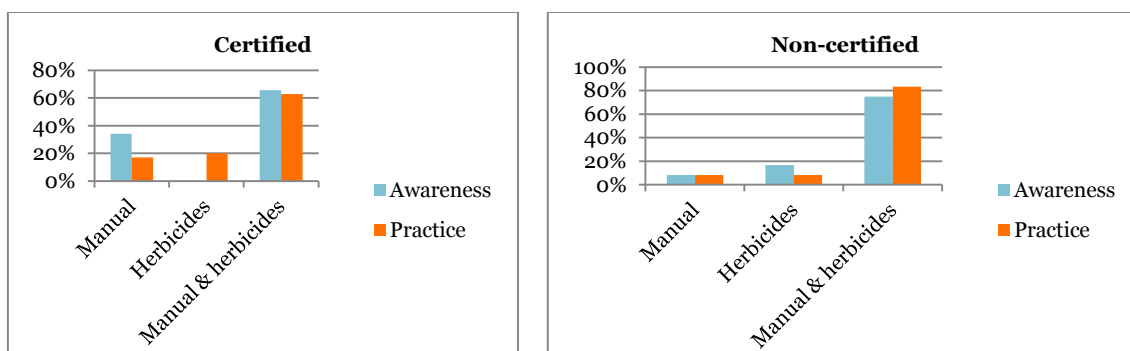 Certified
80%
60%
40%
20%
0%
Manual
Herbicides
Manual & herbicides
Awareness
Practice
Non-certified
100%
80%
60%
40%
20%
0%
Manual
Herbicides
Manual & herbicides
Awareness
Practice